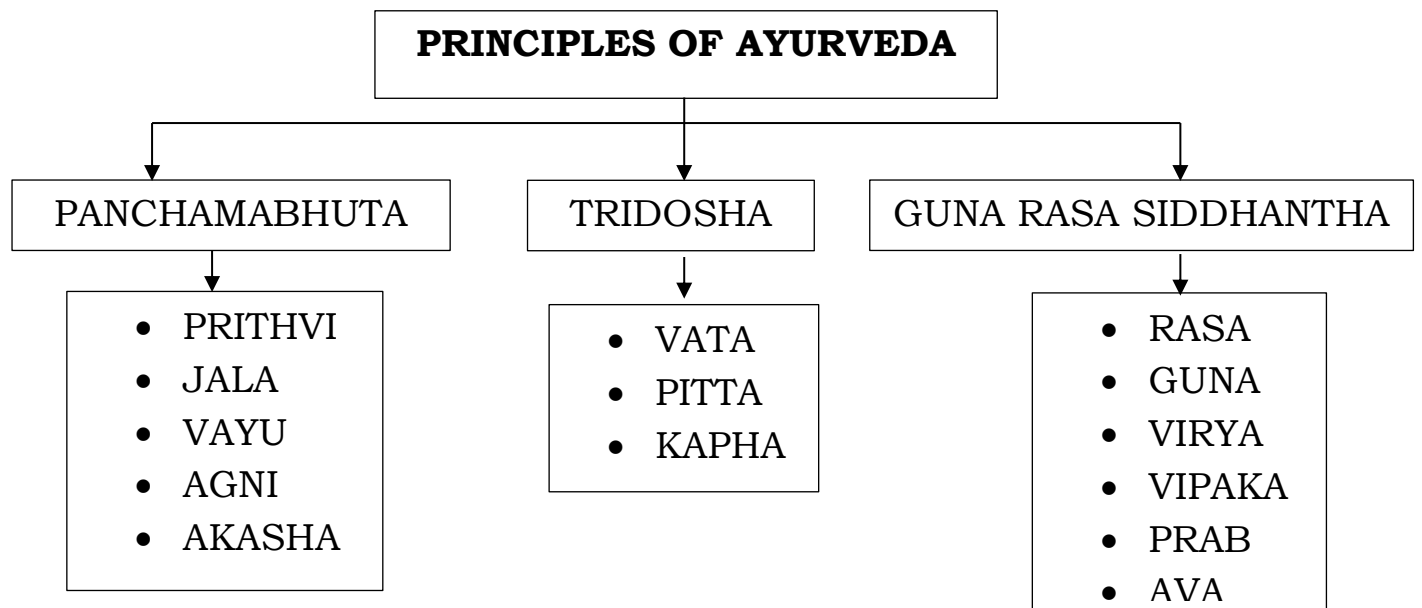 PRINCIPLES OF AYURVEDA
PANCHAMABHUTA
TRIDOSHA
GUNA RASA SIDDHANTHA
• PRITHVI
• JALA
• VAYU
• AGNI
• AKASHA
• VATA
• PITTA
• KAPHA
• RASA
• GUNA
• VIRYA
• VIPAKA
• PRAB
• AVA